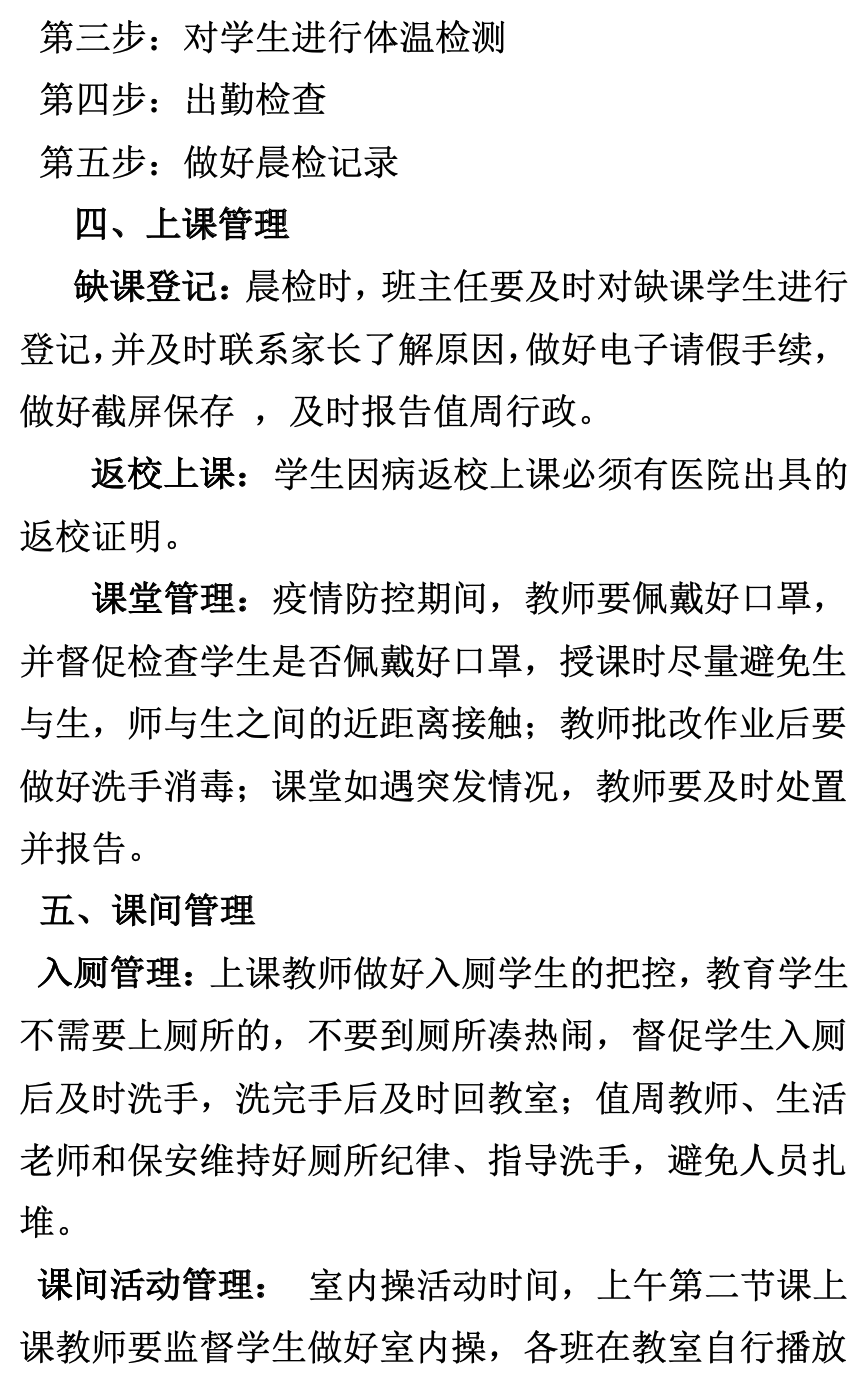 第三步：对学生进行体温检测
第四步：出勤检查
第五步：做好晨检记录
四、上课管理
缺课登记：晨检时，班主任要及时对缺课学生进行
登记，并及时联系家长了解原因，做好电子请假手续，
做好截屏保存 ，及时报告值周行政。
返校上课：学生因病返校上课必须有医院出具的
返校证明。
课堂管理：疫情防控期间，教师要佩戴好口罩，
并督促检查学生是否佩戴好口罩，授课时尽量避免生
与生，师与生之间的近距离接触；教师批改作业后要
做好洗手消毒；课堂如遇突发情况，教师要及时处置
并报告。
五、课间管理
入厕管理：上课教师做好入厕学生的把控，教育学生
不需要上厕所的，不要到厕所凑热闹，督促学生入厕
后及时洗手，洗完手后及时回教室；值周教师、生活
老师和保安维持好厕所纪律、指导洗手，避免人员扎
堆。
课间活动管理： 室内操活动时间，上午第二节课上
课教师要监督学生做好室内操，各班在教室自行播放